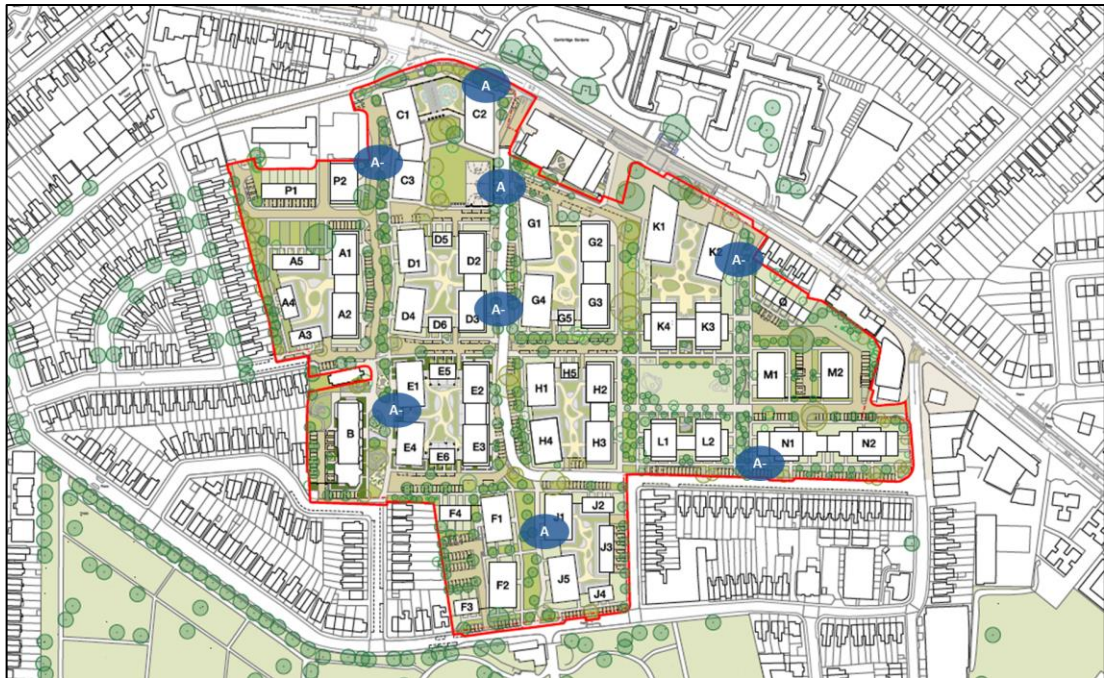 Cambridge Gardens
A
C1
C2
A-
C3
P1
P2
A
K1
G1
G2
K2
A-
D5
D1
D2
A1
A5
A4
A2
A3
D4
D6
D3
A-
G4
G5
G3
K4
K3
M1
M2
E5
E1
E2
H5
H1
H2
A-
B
E4
E6
E3
H4
H3
L1
L2
N1
N2
A-
F4
F1
J1
J2
A
J3
F2
J5
J4
F3